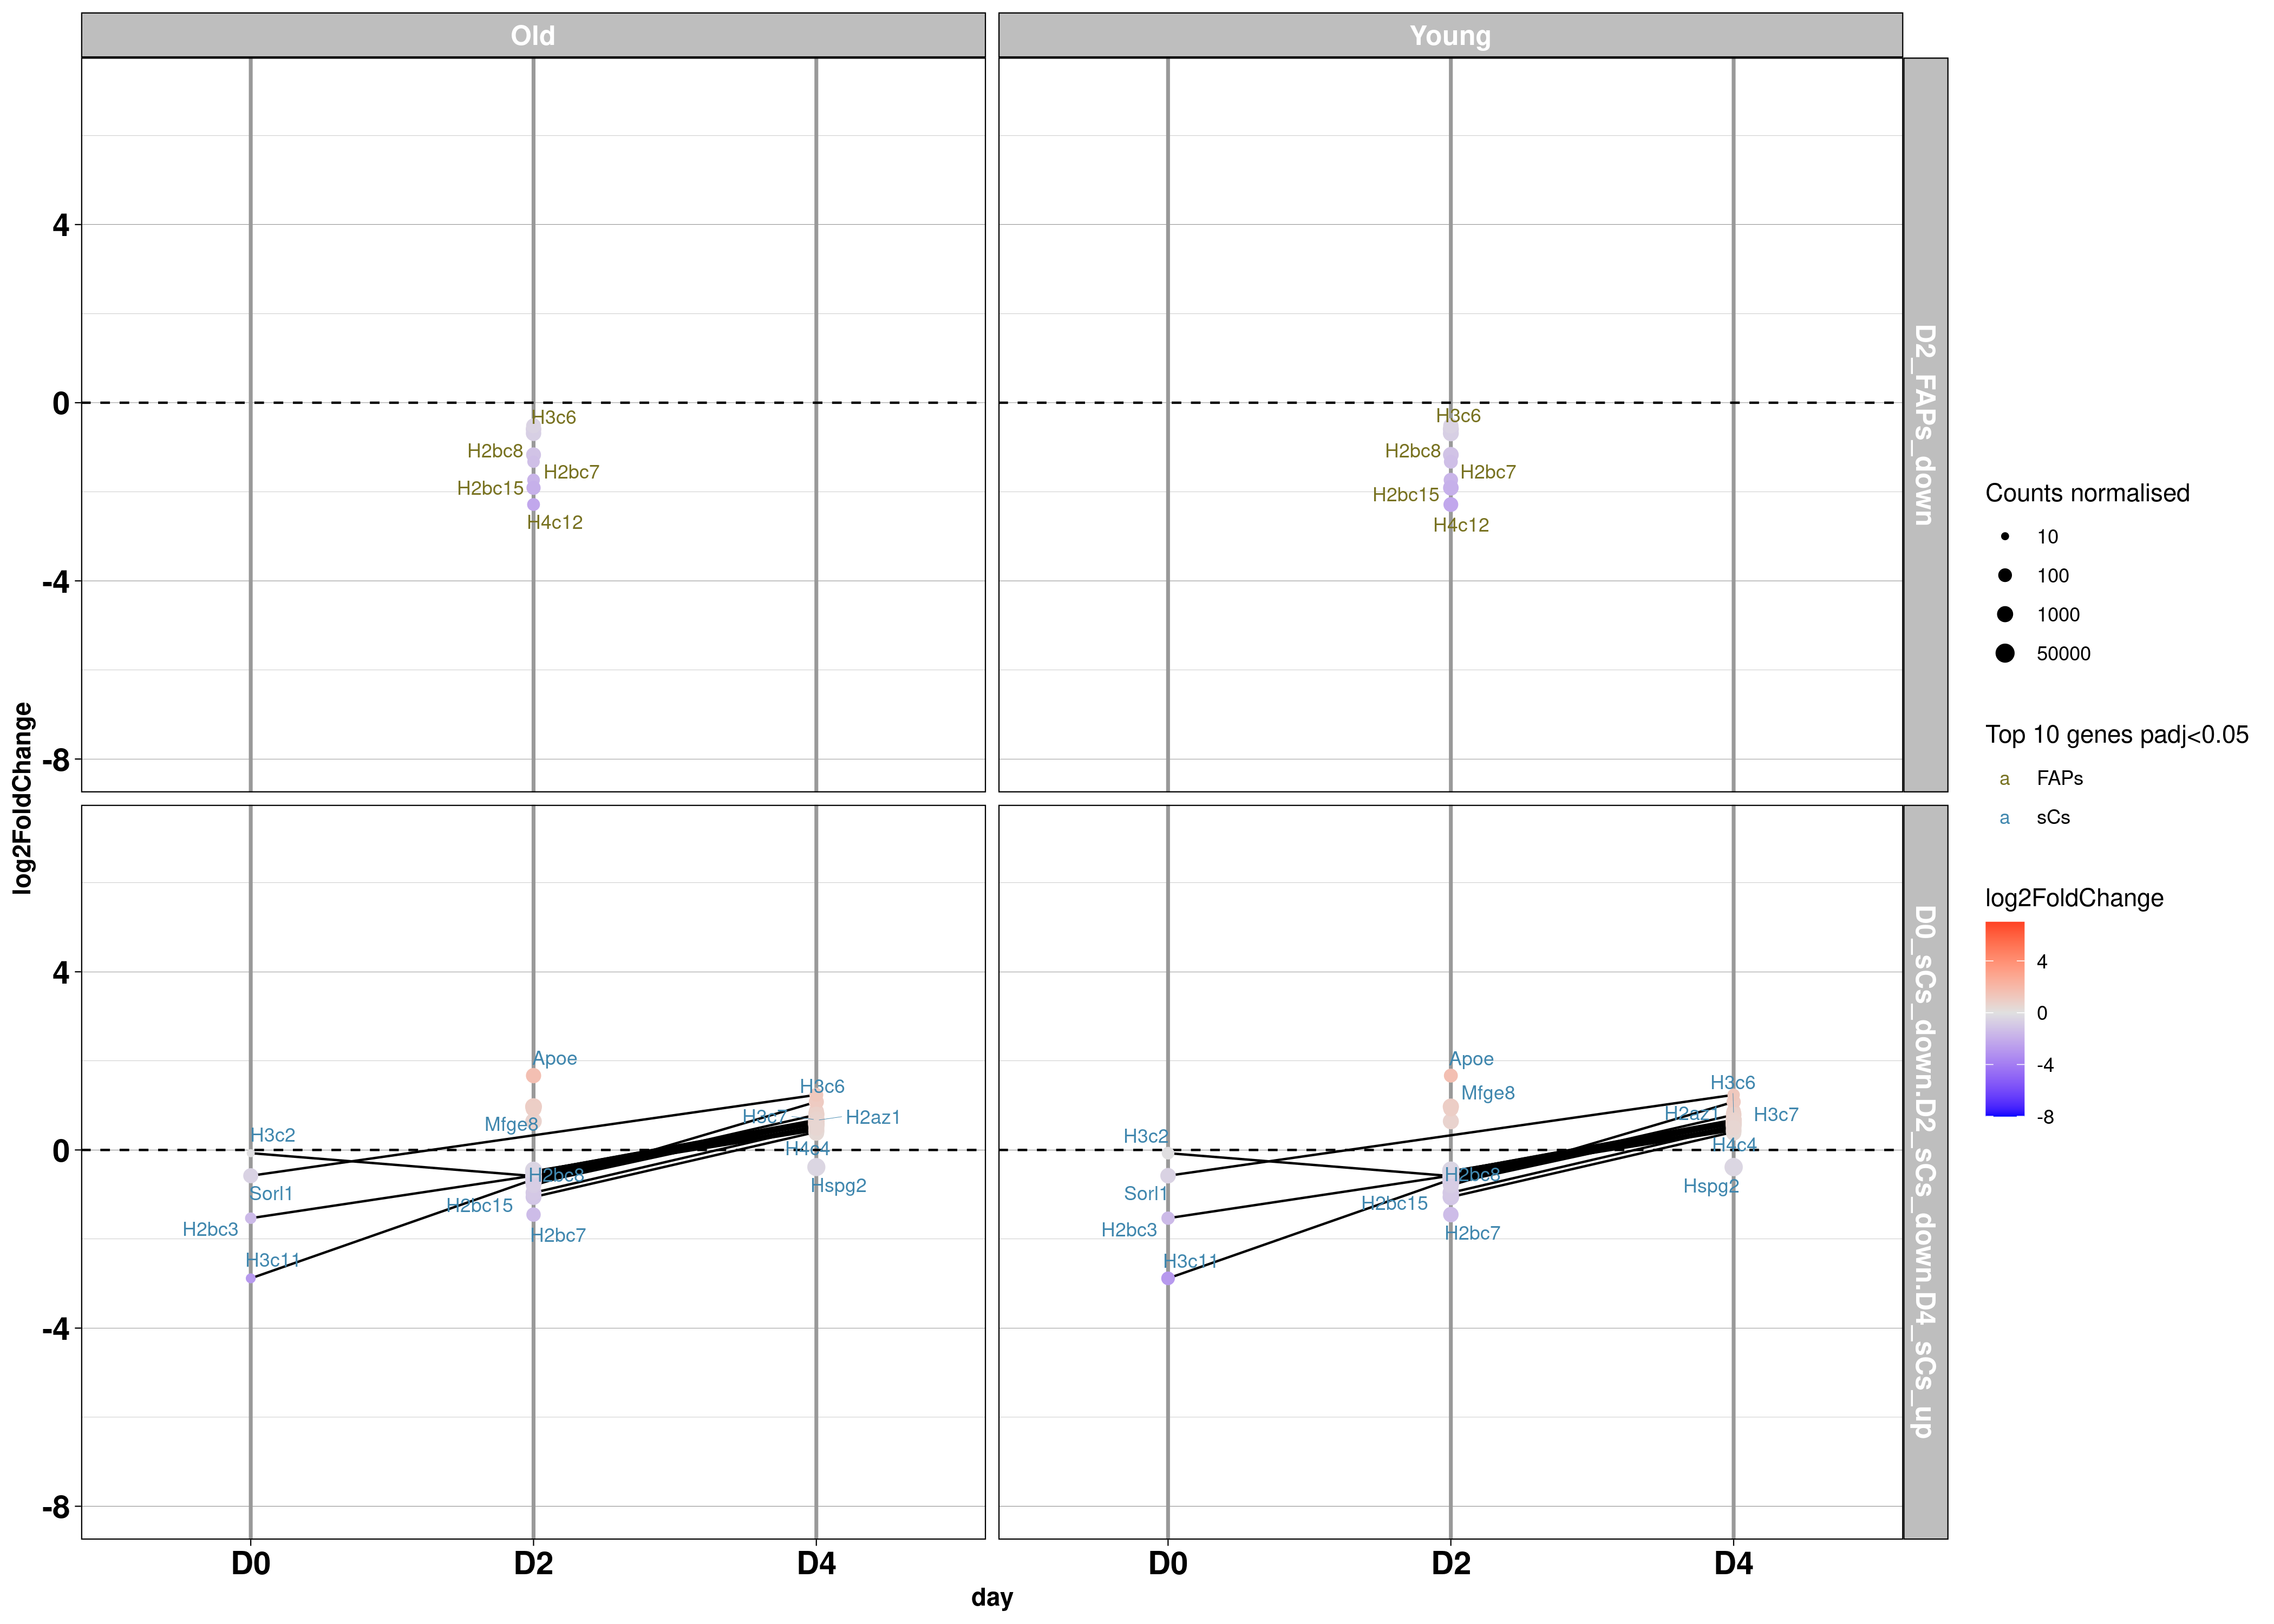 Old
Young
4
0
-4
-8
H3c6
H2bc8
H2bc7
H2bc15
H4c12
H3c6
H2bc8
H2bc7
H2bc15
H4c12
D2_FAPs_down
log2FoldChange
4
0
-4
-8
Apoe
H3c6
Mfge8
H3c7
H2az1
H3c2
H4c4
H2bc8
Sorl1
Hspg2
H2bc15
H2bc3
H2bc7
H3c11
Apoe
H3c6
Mfge8
H2az1
H3c7
H3c2
H4c4
H2bc8
Sorl1
Hspg2
H2bc15
H2bc3
H2bc7
H3c11
D0_sCs_down.D2_sCs_down.D4_sCs_up
D0
D2
D4
D0
D2
D4
day
Counts normalised
10
100
1000
50000
Top 10 genes padj<0.05
a FAPs
a sCs
log2FoldChange
4
0
-4
-8